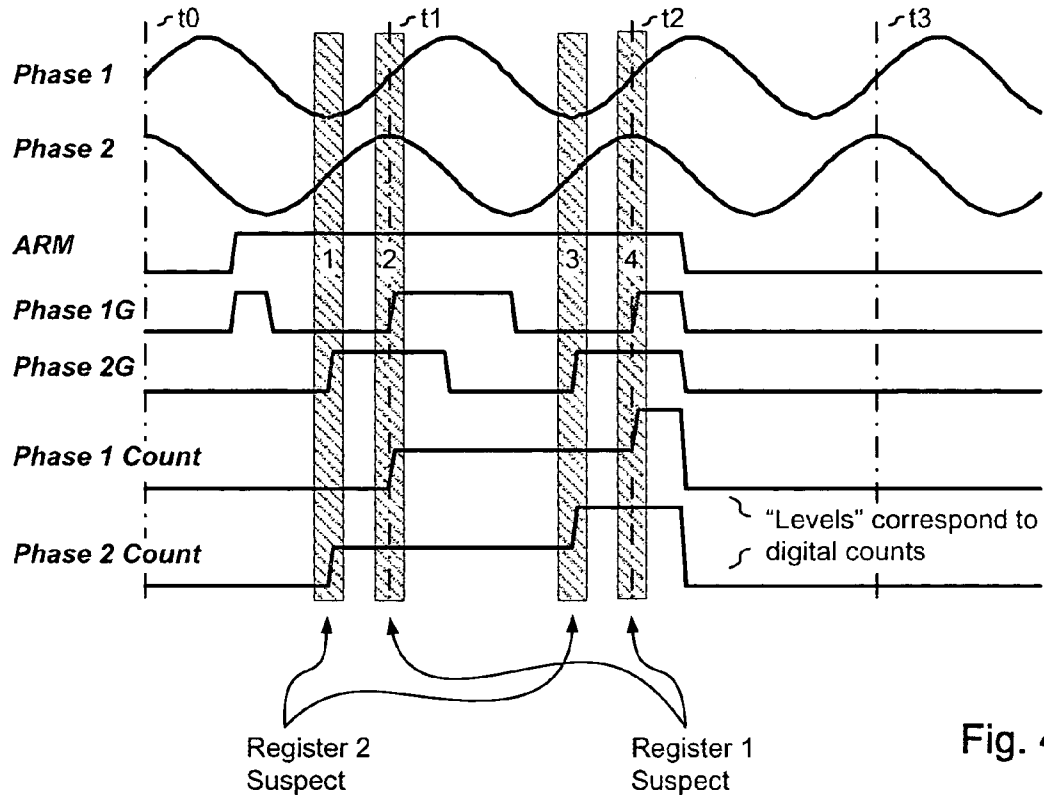 t0
t1
t2
t3
Phase 1
Phase 2
ARM
1
2
3
4
Phase 1G
Phase 2G
Phase 1 Count
"Levels" correspond to
digital counts
Phase 2 Count
Register 2
Suspect
Register 1
Suspect
Fig. 4